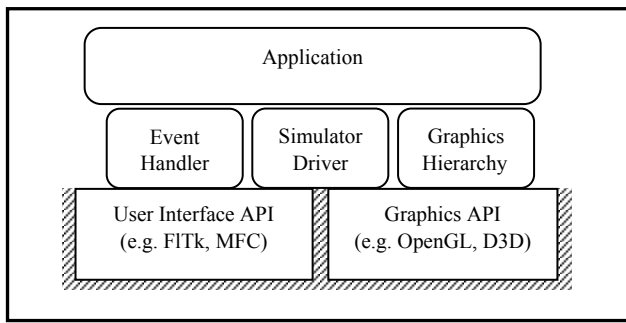 Application
Event
Handler
Simulator
Driver
Graphics
Hierarchy
User Interface API
(e.g. FlTk, MFC)
Graphics API
(e.g. OpenGL, D3D)